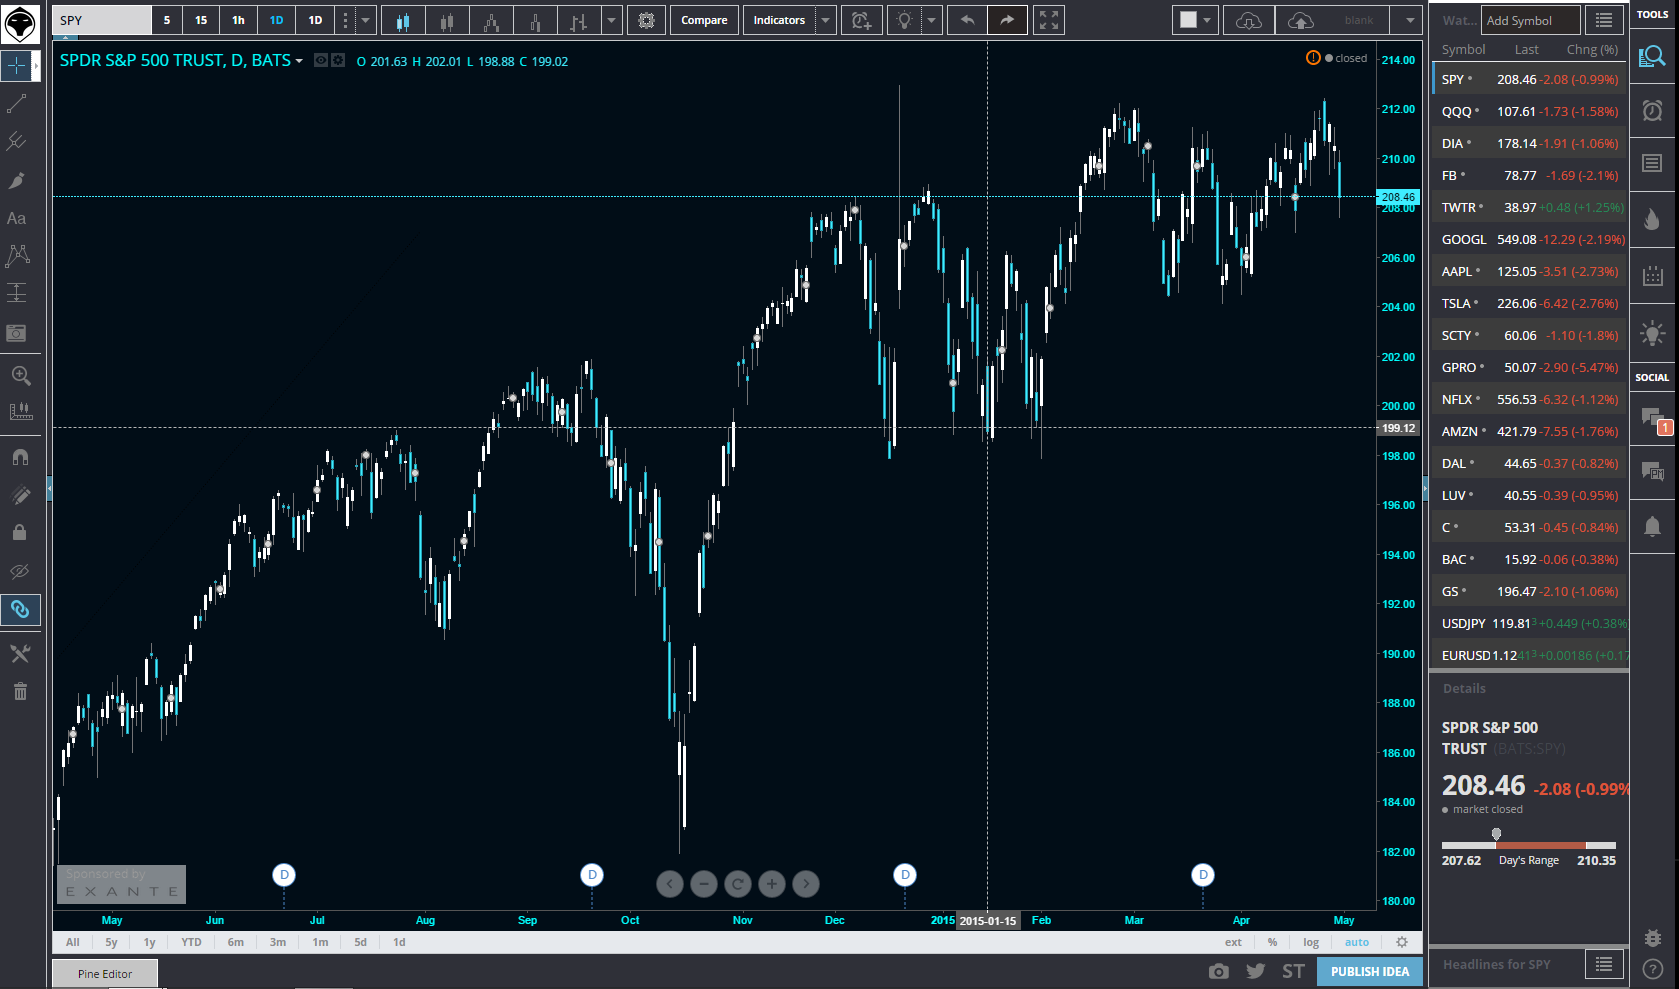 SPY 5 15 1h 1D 1D Compare Indicators blank
SPDR S&P 500 TRUST, D, BATS O 201.63 H 202.01 L 198.88 C 199.02
! closed
Aa
214.00
212.00
210.00
208.46
208.00
206.00
204.00
202.00
200.00
199.12
198.00
196.00
194.00
192.00
190.00
188.00
186.00
184.00
182.00
180.00
Sponsored by
EXANTE
D D D D
May Jun Jul Aug Sep Oct Nov Dec 2015 2015-01-15 Feb Mar Apr May
All 5y 1y YTD 6m 3m 1m 5d 1d ext % log auto
Pine Editor ST PUBLISH IDEA
Wat... Add Symbol
Symbol Last Chng (%)
SPY 208.46 -2.08 (-0.99%)
QQQ 107.61 -1.73 (-1.58%)
DIA 178.14 -1.91 (-1.06%)
FB 78.77 -1.69 (-2.1%)
TWTR 38.97 +0.48 (+1.25%)
GOOGL 549.08 -12.29 (-2.19%)
AAPL 125.05 -3.51 (-2.73%)
TSLA 226.06 -6.42 (-2.76%)
SCTY 60.06 -1.10 (-1.8%)
GPRO 50.07 -2.90 (-5.47%)
NFLX 556.53 -6.32 (-1.12%)
AMZN 421.79 -7.55 (-1.76%)
DAL 44.65 -0.37 (-0.82%)
LUV 40.55 -0.39 (-0.95%)
C 53.31 -0.45 (-0.84%)
BAC 15.92 -0.06 (-0.38%)
GS 196.47 -2.10 (-1.06%)
USDJPY 119.81³ +0.449 (+0.38%
EURUSD 1.1241³ +0.00186 (+0.17
Details
SPDR S&P 500
TRUST (BATS:SPY)
208.46 -2.08 (-0.99%
market closed
207.62 Day's Range 210.35
Headlines for SPY
TOOLS
SOCIAL
1
PM
?